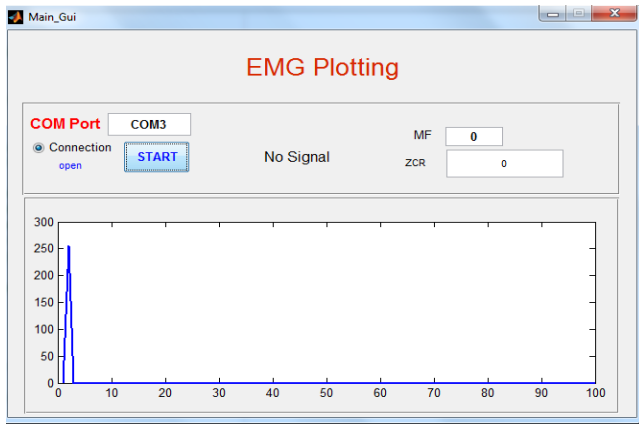 Main_Gui
EMG Plotting
COM Port COM3
Connection
open
START
No Signal
MF 0
ZCR 0
300
250
200
150
100
50
0
0 10 20 30 40 50 60 70 80 90 100